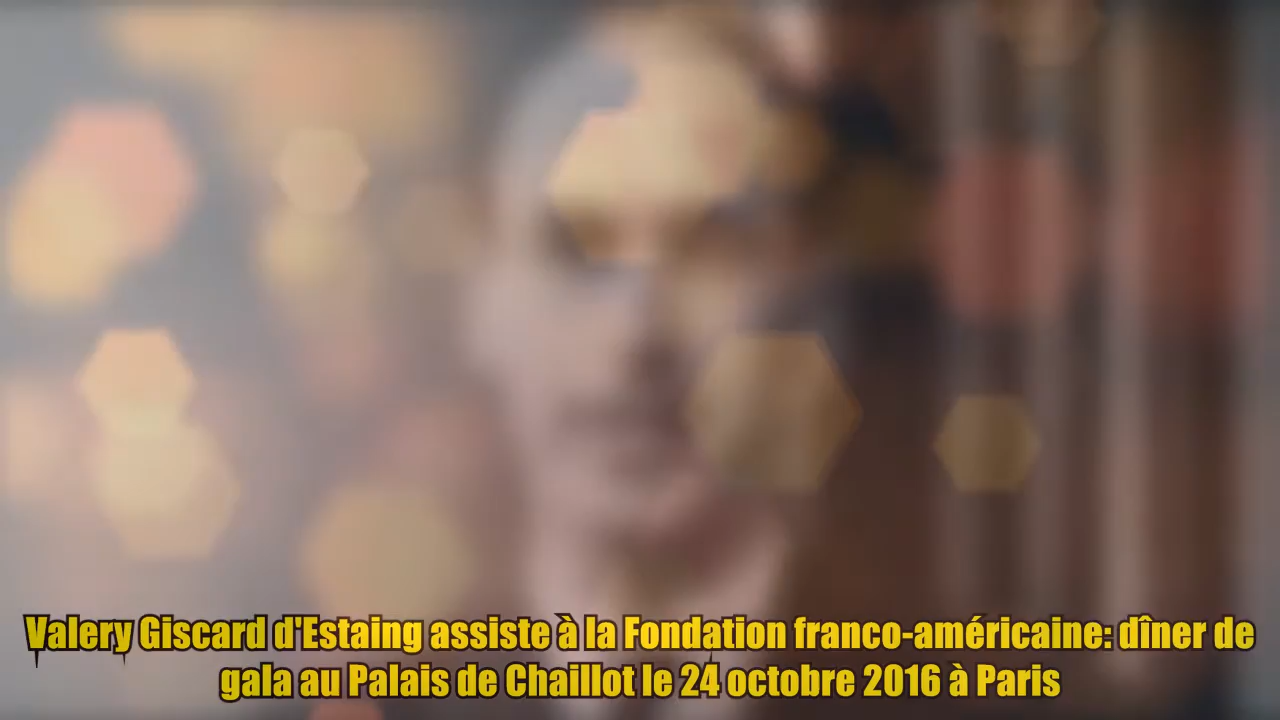 Valery Giscard d'Estaing assiste à la Fondation franco-américaine: dîner de
gala au Palais de Chaillot le 24 octobre 2016 à Paris